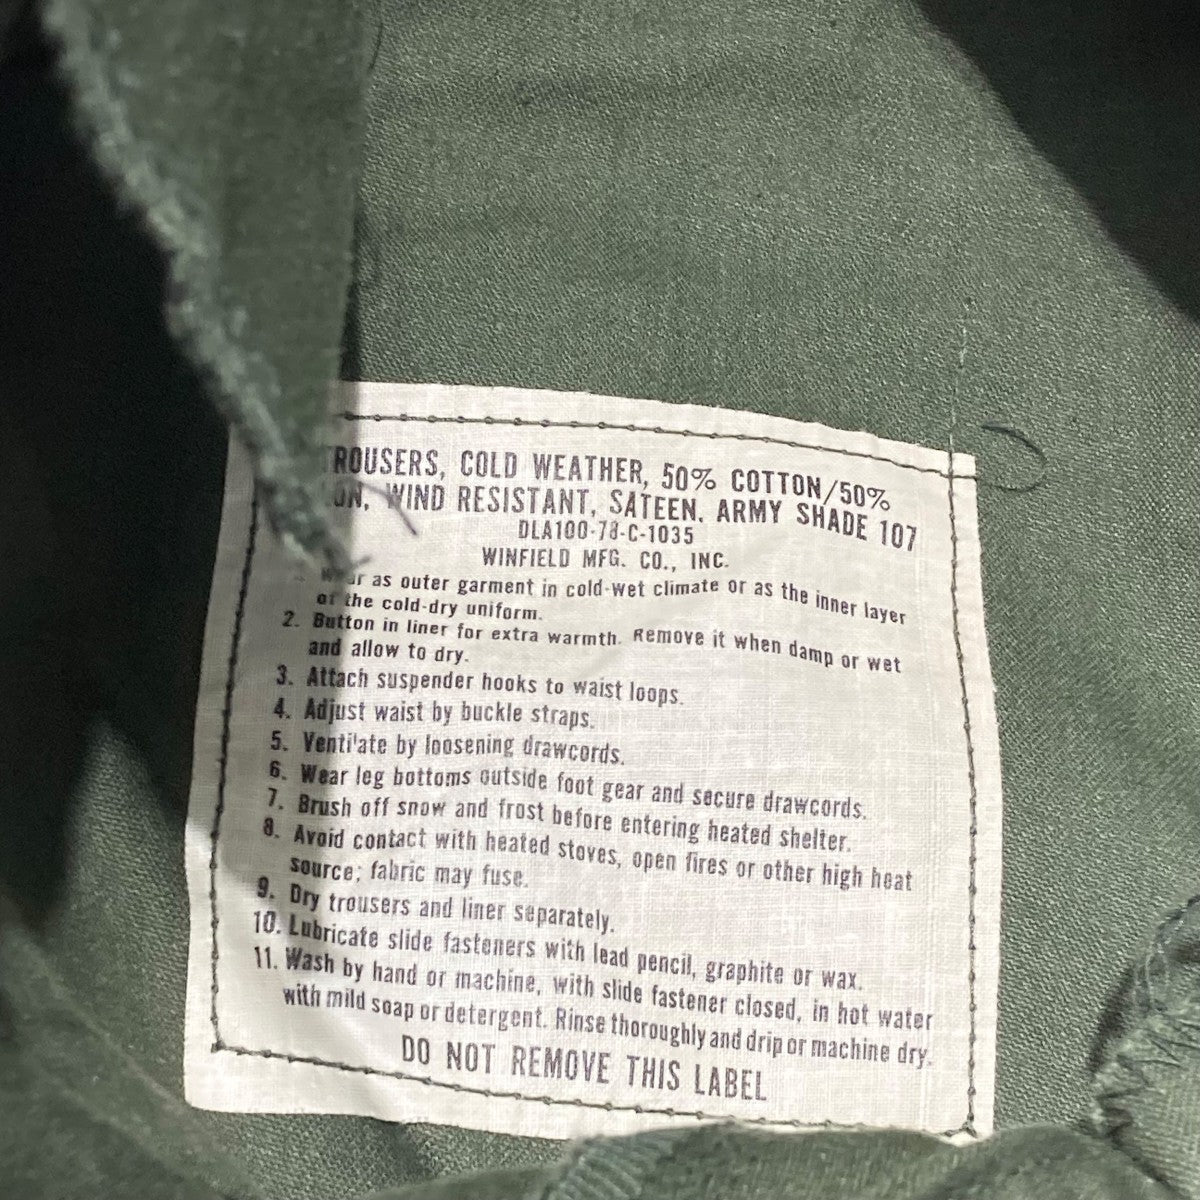 TROUSERS, COLD WEATHER, 50% COTTON/50%
WIND RESISTANT, SATEEN, ARMY SHADE 107
DLA100-78-C-1035
WINFIELD MFG. CO., INC.
Wear as outer garment in cold-wet climate or as the inner layer
of the cold-dry uniform.
2. Button in liner for extra warmth. Remove it when damp or wet
and allow to dry.
3. Attach suspender hooks to waist loops.
4. Adjust waist by buckle straps.
5. Ventilate by loosening drawcords.
6. Wear leg bottoms outside foot gear and secure drawcords.
7. Brush off snow and frost before entering heated shelter.
8. Avoid contact with heated stoves, open fires or other high heat
source; fabric may fuse.
9. Dry trousers and liner separately.
10. Lubricate slide fasteners with lead pencil, graphite or wax.
11. Wash by hand or machine, with slide fastener closed, in hot water
with mild soap or detergent. Rinse thoroughly and drip or machine dry.
DO NOT REMOVE THIS LABEL